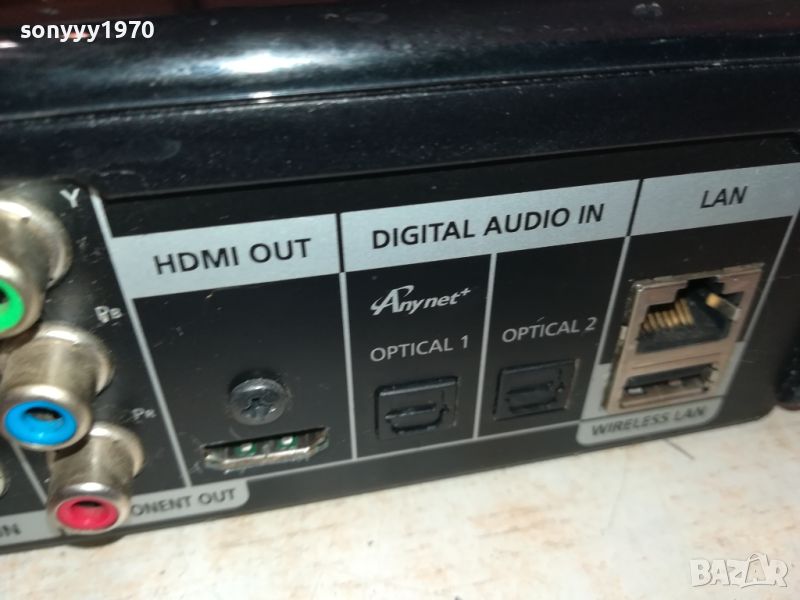 sonyyy1970
Y
PB
PR
HDMI OUT
DIGITAL AUDIO IN
LAN
Anynet+
OPTICAL 1
OPTICAL 2
WIRELESS LAN
ONENT OUT
BAZAR